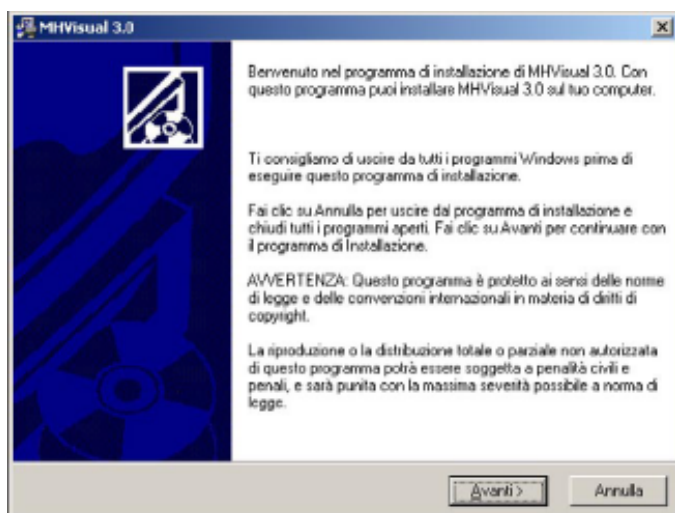 MHVisual 3.0
Benvenuto nel programma di installazione di MHVisual 3.0. Con
questo programma puoi installare MHVisual 3.0 sul tuo computer.
Ti consigliamo di uscire da tutti i programmi Windows prima di
eseguire questo programma di installazione.
Fai clic su Annulla per uscire dal programma di installazione e
chiudi tutti i programmi aperti. Fai clic su Avanti per continuare con
il programma di Installazione.
AVVERTENZA: Questo programma è protetto ai sensi delle norme
di legge e delle convenzioni internazionali in materia di diritti di
copyright.
La riproduzione o la distribuzione totale o parziale non autorizzata
di questo programma potrà essere soggetta a penalità civili e
penali, e sarà punita con la massima severità possibile a norma di
legge.
Avanti >
Annulla